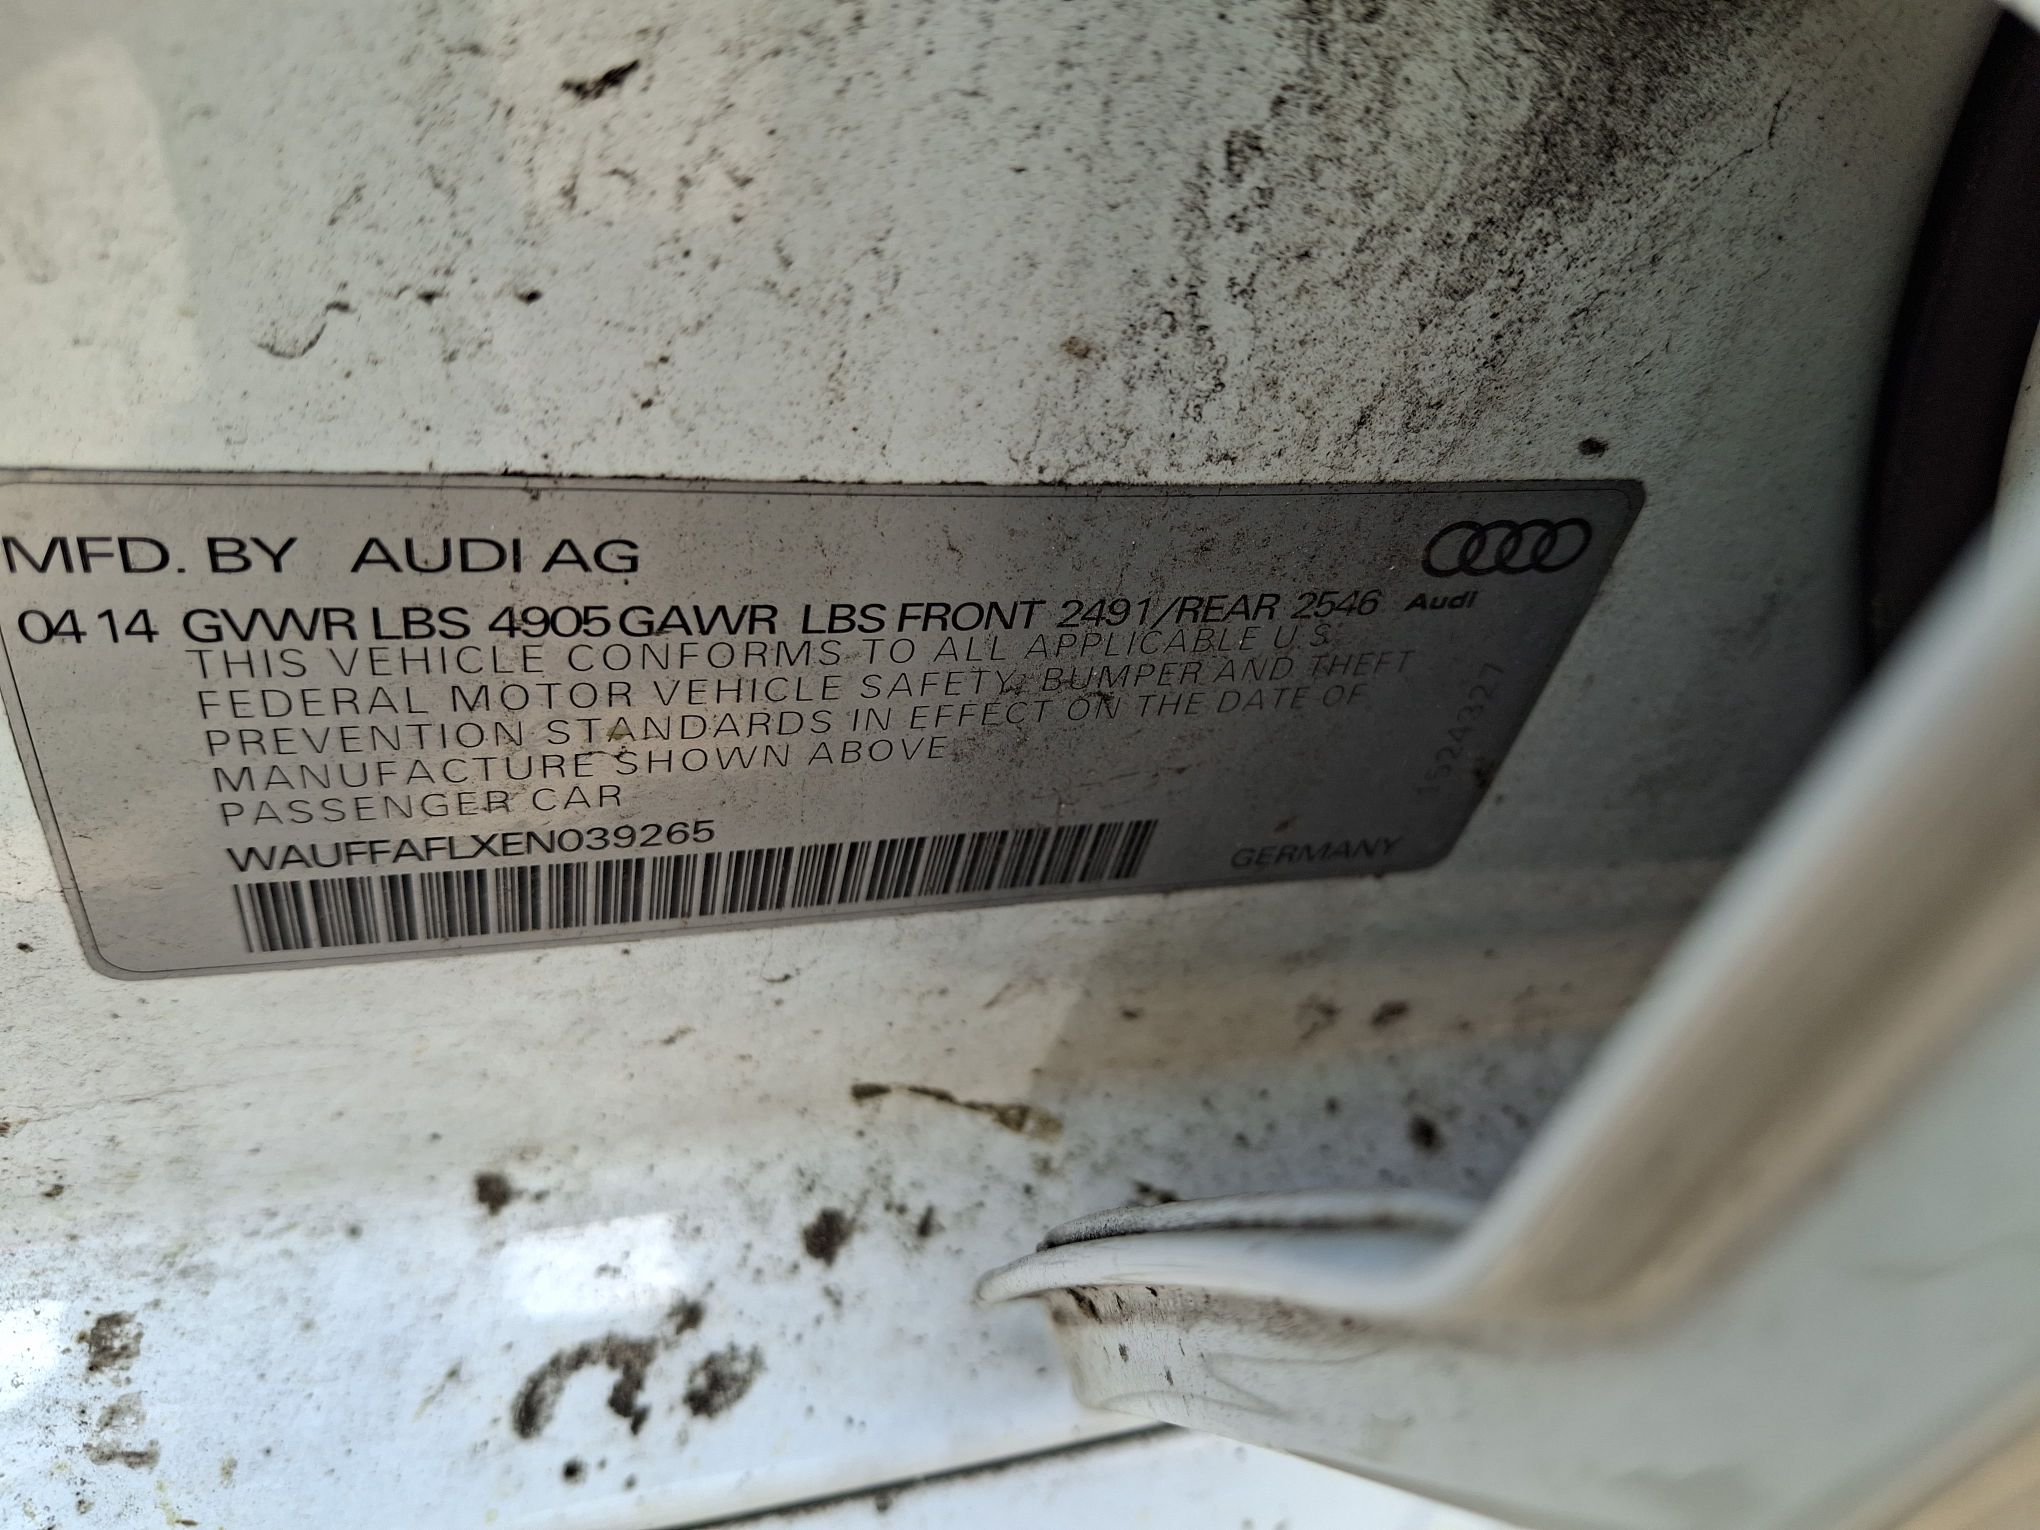 MFD. BY AUDI AG
04 14 GVWR LBS 4905 GAWR LBS FRONT 2491/REAR 2546
Audi
THIS VEHICLE CONFORMS TO ALL APPLICABLE U.S.
FEDERAL MOTOR VEHICLE SAFETY, BUMPER AND THEFT
PREVENTION STANDARDS IN EFFECT ON THE DATE OF
MANUFACTURE SHOWN ABOVE
PASSENGER CAR
WAUFFAFLXEN039265
GERMANY
1524327